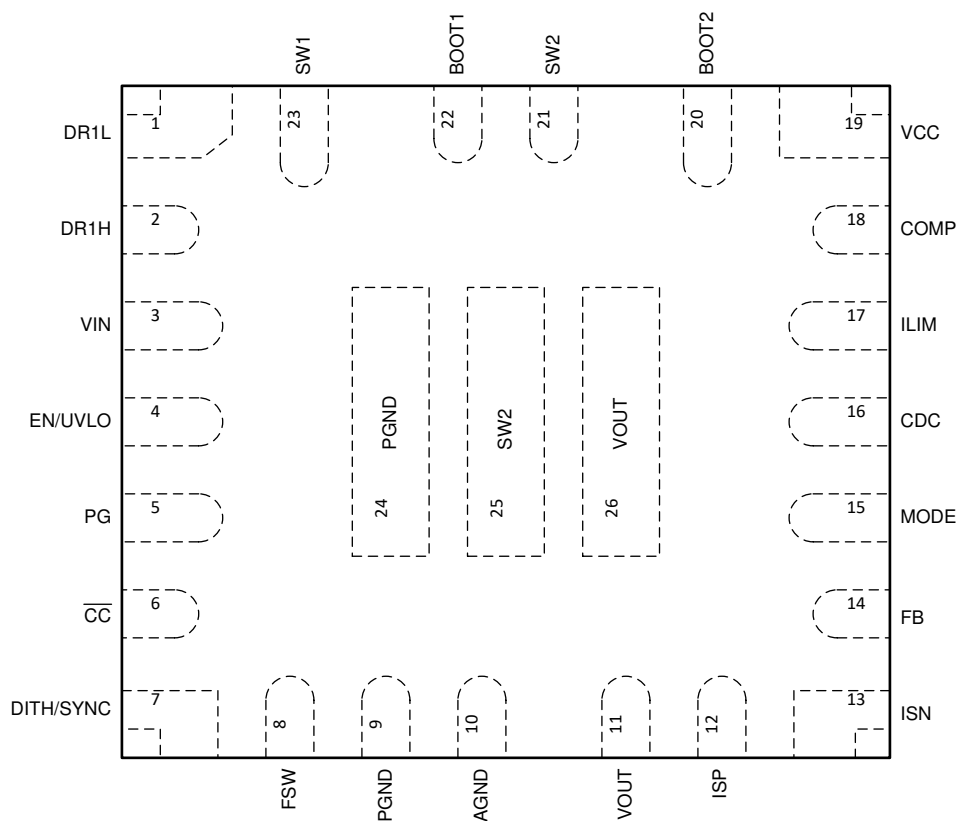 SW1
BOOT1
SW2
BOOT2
DR1L
1
23
22
21
20
19
VCC
DR1H
2
18
COMP
VIN
3
17
ILIM
EN/UVLO
4
PGND
SW2
VOUT
16
CDC
PG
5
24
25
26
15
MODE
CC
6
14
FB
DITH/SYNC
7
8
9
10
11
12
13
ISN
FSW
PGND
AGND
VOUT
ISP